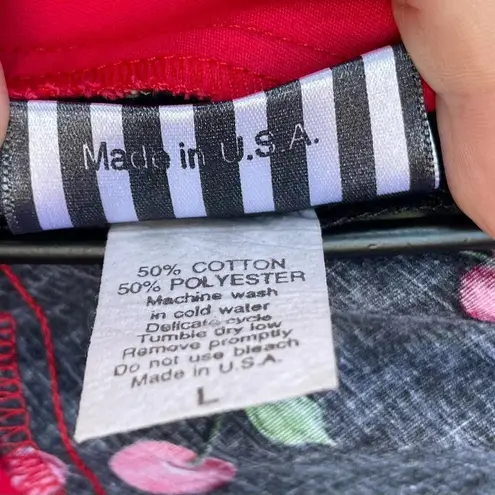 Made in U.S.A.
50% COTTON
50% POLYESTER
Machine wash
in cold water
Delicate cycle
Tumble dry low
Remove promptly
Do not use bleach
Made in U.S.A.
L